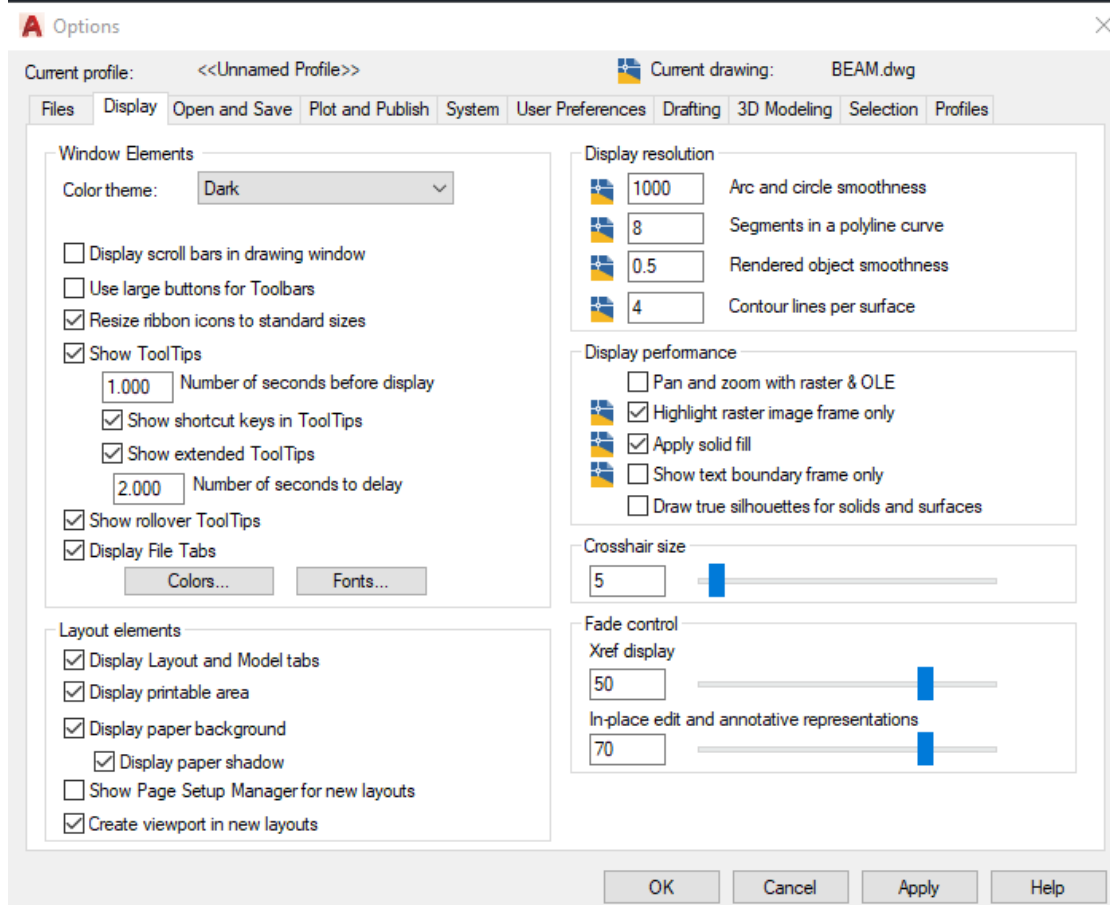 Options
Current profile: <<Unnamed Profile>> Current drawing: BEAM.dwg
Files Display Open and Save Plot and Publish System User Preferences Drafting 3D Modeling Selection Profiles
Window Elements
Color theme: Dark
Display scroll bars in drawing window
Use large buttons for Toolbars
Resize ribbon icons to standard sizes
Show ToolTips
1.000 Number of seconds before display
Show shortcut keys in ToolTips
Show extended ToolTips
2.000 Number of seconds to delay
Show rollover ToolTips
Display File Tabs
Colors... Fonts...
Layout elements
Display Layout and Model tabs
Display printable area
Display paper background
Display paper shadow
Show Page Setup Manager for new layouts
Create viewport in new layouts
Display resolution
1000 Arc and circle smoothness
8 Segments in a polyline curve
0.5 Rendered object smoothness
4 Contour lines per surface
Display performance
Pan and zoom with raster & OLE
Highlight raster image frame only
Apply solid fill
Show text boundary frame only
Draw true silhouettes for solids and surfaces
Crosshair size
5
Fade control
Xref display
50
In-place edit and annotative representations
70
OK Cancel Apply Help